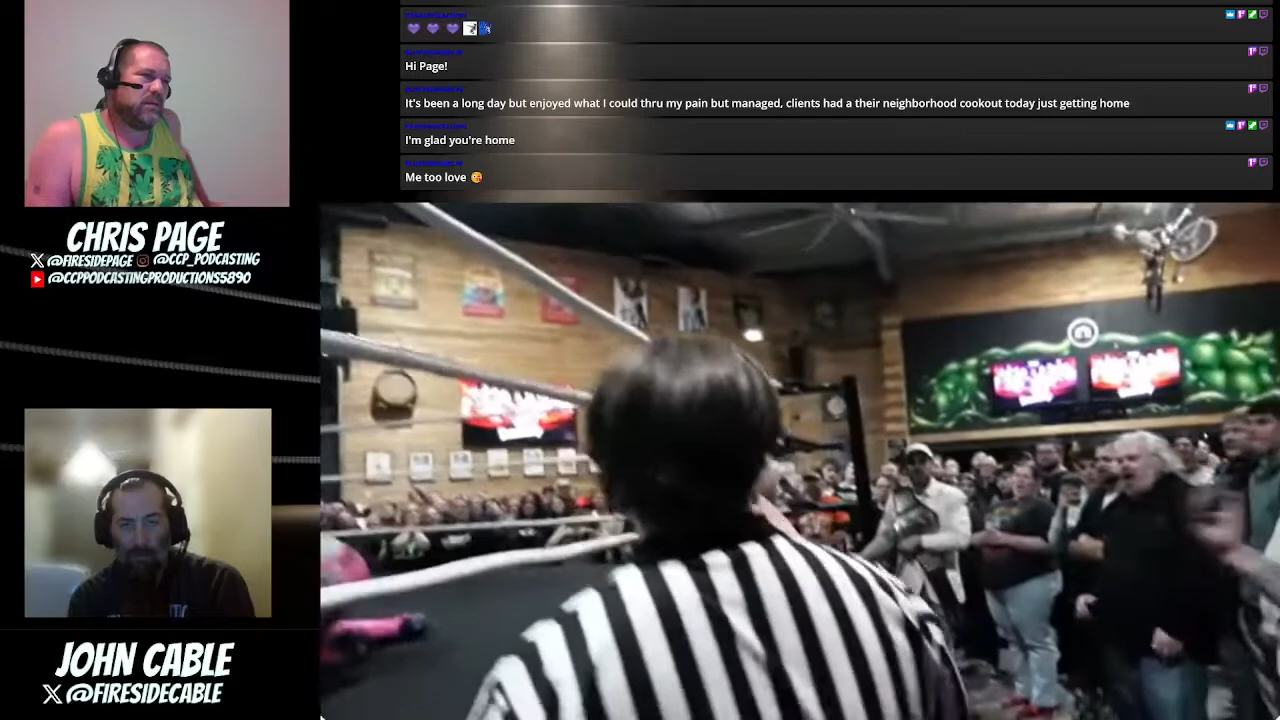 Hi Page!
It's been a long day but enjoyed what I could thru my pain but managed, clients had a their neighborhood cookout today just getting home
I'm glad you're home
Me too love
CHRIS PAGE
@FIRESIDEPAGE @CCP_PODCASTING
@CCPPODCASTINGPRODUCTIONS5890
JOHN CABLE
@FIRESIDECABLE